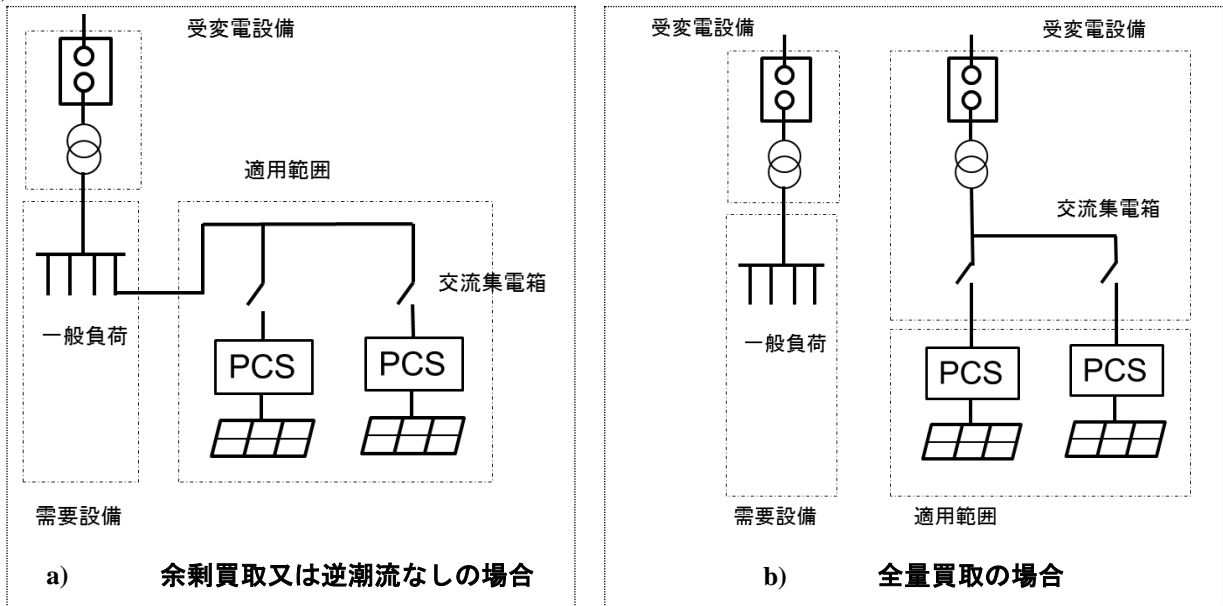 受変電設備
適用範囲
交流集電箱
一般負荷
PCS
PCS
需要設備
a) 余剰買取又は逆潮流なしの場合
受変電設備
受変電設備
交流集電箱
一般負荷
PCS
PCS
需要設備
適用範囲
b) 全量買取の場合